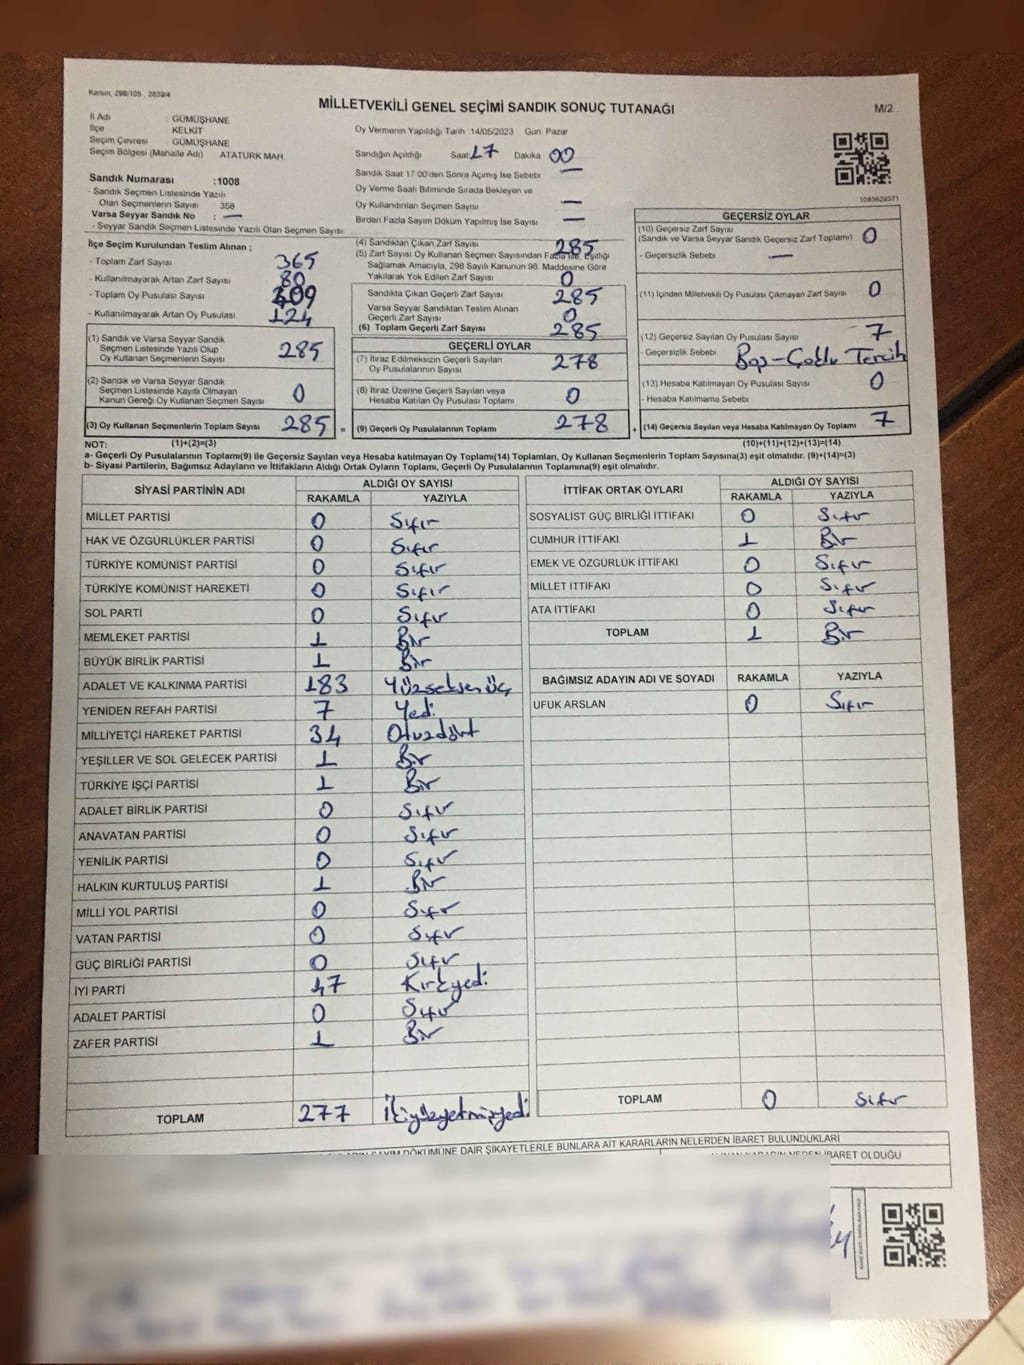 Kanun, 298/105 , 2839/4
MİLLETVEKİLİ GENEL SEÇİMİ SANDIK SONUÇ TUTANAĞI
M/2
İl Adı GÜMÜŞHANE
İlçe KELKİT
Seçim Çevresi GÜMÜŞHANE
Seçim Bölgesi (Mahalle Adı) ATATÜRK MAH.
Sandık Numarası :1008
- Sandık Seçmen Listesinde Yazılı
Olan Seçmenlerin Sayısı 358
Varsa Seyyar Sandık No : —
- Seyyar Sandık Seçmen Listesinde Yazılı Olan Seçmen Sayısı
Oy Vermenin Yapıldığı Tarih 14/05/2023 Gün: Pazar
Sandığın Açıldığı Saat 17 Dakika 00
Sandık Saat 17:00'den Sonra Açımış İse Sebebi —
Oy Verme Saati Bitiminde Sırada Bekleyen ve
Oy Kullandırılan Seçmen Sayısı —
Birden Fazla Sayım Döküm Yapılmış İse Sayısı —
1083629371
İlçe Seçim Kurulundan Teslim Alınan ;
- Toplam Zarf Sayısı 365
- Kullanılmayarak Artan Zarf Sayısı 80
- Toplam Oy Pusulası Sayısı 409
- Kullanılmayarak Artan Oy Pusulası 124
(1) Sandık ve Varsa Seyyar Sandık
Seçmen Listesinde Yazılı Olup
Oy Kullanan Seçmenlerin Sayısı 285
(2) Sandık ve Varsa Seyyar Sandık
Seçmen Listesinde Kayıtlı Olmayan
Kanun Gereği Oy Kullanan Seçmen Sayısı 0
(3) Oy Kullanan Seçmenlerin Toplam Sayısı 285 =
(4) Sandıktan Çıkan Zarf Sayısı 285
(5) Zarf Sayısı Oy Kullanan Seçmen Sayısından Fazla İse, Eşitliği
Sağlamak Amacıyla, 298 Sayılı Kanunun 98. Maddesine Göre
Yakılarak Yok Edilen Zarf Sayısı 0
Sandıkta Çıkan Geçerli Zarf Sayısı 285
Varsa Seyyar Sandıktan Teslim Alınan
Geçerli Zarf Sayısı 0
(6) Toplam Geçerli Zarf Sayısı 285
GEÇERLİ OYLAR
(7) İtiraz Edilmeksizin Geçerli Sayılan
Oy Pusulalarının Sayısı 278
(8) İtiraz Üzerine Geçerli Sayılan veya
Hesaba Katılan Oy Pusulası Toplamı 0
(9) Geçerli Oy Pusulalarının Toplamı 278 +
GEÇERSİZ OYLAR
(10) Geçersiz Zarf Sayısı
(Sandık ve Varsa Seyyar Sandık Geçersiz Zarf Toplamı) 0
- Geçersizlik Sebebi —
(11) İçinden Milletvekili Oy Pusulası Çıkmayan Zarf Sayısı 0
(12) Geçersiz Sayılan Oy Pusulası Sayısı 7
- Geçersizlik Sebebi Boş-Çoklu Tercih
(13) Hesaba Katılmayan Oy Pusulası Sayısı 0
- Hesaba Katılmama Sebebi
(14) Geçersiz Sayılan veya Hesaba Katılmayan Oy Toplamı 7
NOT: (1)+(2)=(3) (10)+(11)+(12)+(13)=(14)
a- Geçerli Oy Pusulalarının Toplamı(9) ile Geçersiz Sayılan veya Hesaba katılmayan Oy Toplamı(14) Toplamları, Oy Kullanan Seçmenlerin Toplam Sayısına(3) eşit olmalıdır. (9)+(14)=(3)
b- Siyasi Partilerin, Bağımsız Adayların ve İttifakların Aldığı Ortak Oyların Toplamı, Geçerli Oy Pusulalarının Toplamına(9) eşit olmalıdır.
SİYASİ PARTİNİN ADI ALDIĞI OY SAYISI
RAKAMLA YAZIYLA
MİLLET PARTİSİ 0 Sıfır
HAK VE ÖZGÜRLÜKLER PARTİSİ 0 Sıfır
TÜRKİYE KOMÜNİST PARTİSİ 0 Sıfır
TÜRKİYE KOMÜNİST HAREKETİ 0 Sıfır
SOL PARTİ 0 Sıfır
MEMLEKET PARTİSİ 1 Bir
BÜYÜK BİRLİK PARTİSİ 1 Bir
ADALET VE KALKINMA PARTİSİ 183 Yüzseksenüç
YENİDEN REFAH PARTİSİ 7 Yedi
MİLLİYETÇİ HAREKET PARTİSİ 34 Otuzdört
YEŞİLLER VE SOL GELECEK PARTİSİ 1 Bir
TÜRKİYE İŞÇİ PARTİSİ 1 Bir
ADALET BİRLİK PARTİSİ 0 Sıfır
ANAVATAN PARTİSİ 0 Sıfır
YENİLİK PARTİSİ 0 Sıfır
HALKIN KURTULUŞ PARTİSİ 1 Bir
MİLLİ YOL PARTİSİ 0 Sıfır
VATAN PARTİSİ 0 Sıfır
GÜÇ BİRLİĞİ PARTİSİ 0 Sıfır
İYİ PARTİ 47 Kırkyedi
ADALET PARTİSİ 0 Sıfır
ZAFER PARTİSİ 1 Bir
TOPLAM 277 İkiyüzyetmişyedi
İTTİFAK ORTAK OYLARI ALDIĞI OY SAYISI
RAKAMLA YAZIYLA
SOSYALİST GÜÇ BİRLİĞİ İTTİFAKI 0 Sıfır
CUMHUR İTTİFAKI 1 Bir
EMEK VE ÖZGÜRLÜK İTTİFAKI 0 Sıfır
MİLLET İTTİFAKI 0 Sıfır
ATA İTTİFAKI 0 Sıfır
TOPLAM 1 Bir
BAĞIMSIZ ADAYIN ADI VE SOYADI RAKAMLA YAZIYLA
UFUK ARSLAN 0 Sıfır
TOPLAM 0 Sıfır
DÖKÜMÜNE DAİR ŞİKAYETLERLE BUNLARA AİT KARARLARIN NELERDEN İBARET BULUNDUKLARI
İBARET OLDUĞU